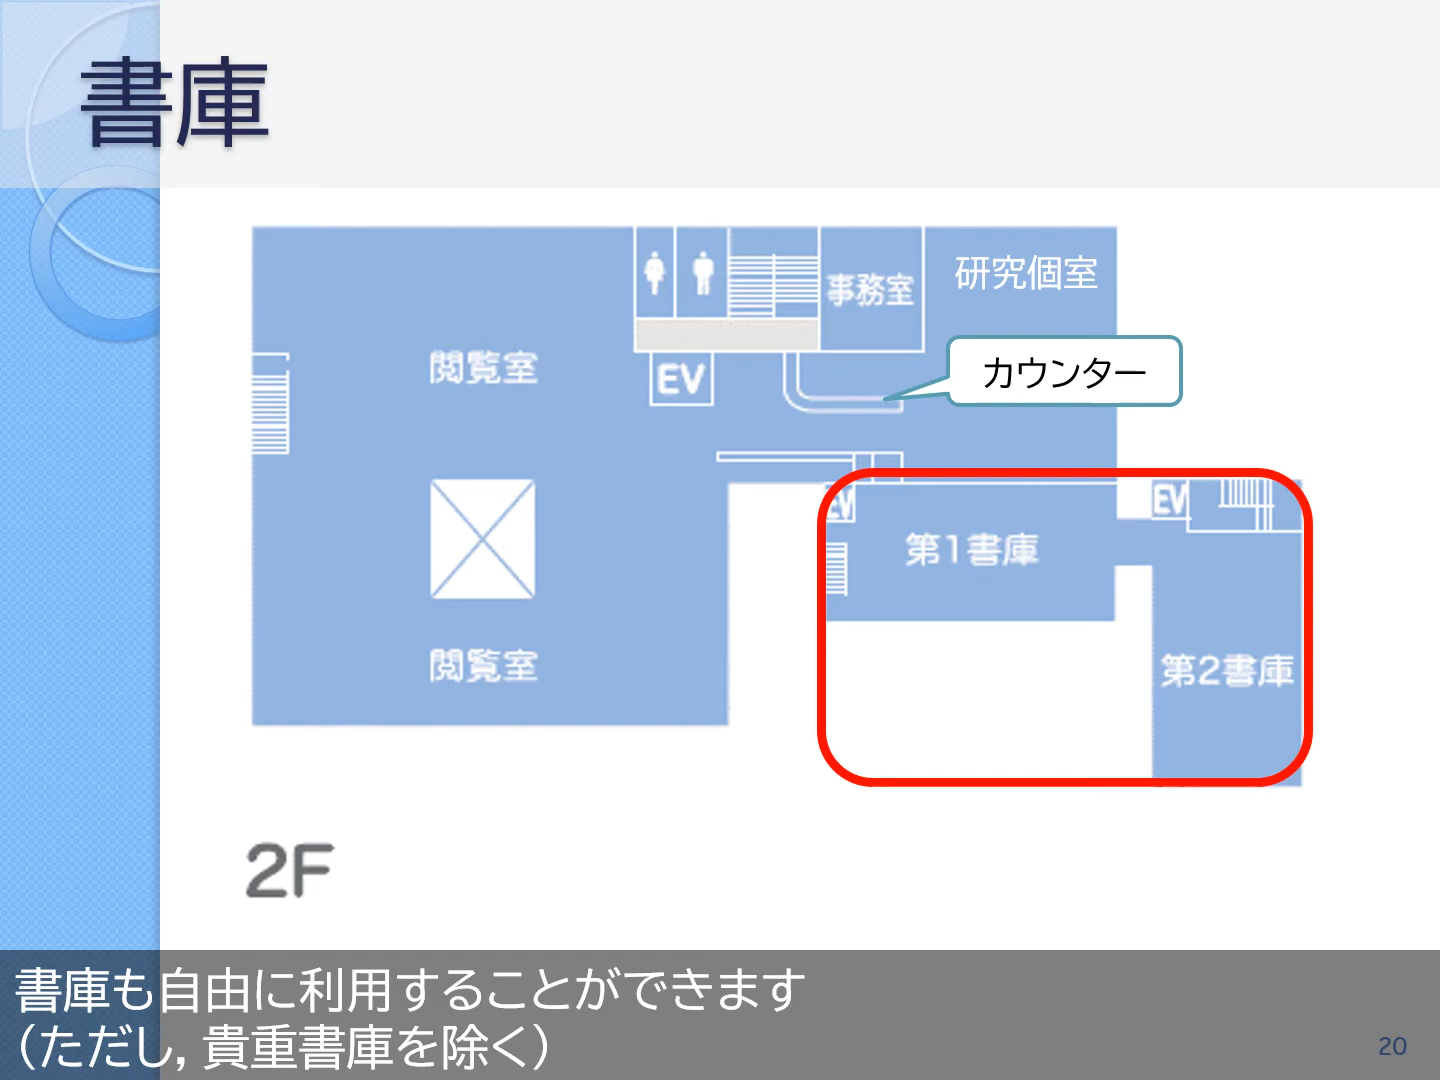 書庫
事務室
研究個室
閲覧室
EV
カウンター
EV
第1書庫
EV
第2書庫
閲覧室
2F
書庫も自由に利用することができます
（ただし，貴重書庫を除く）
20